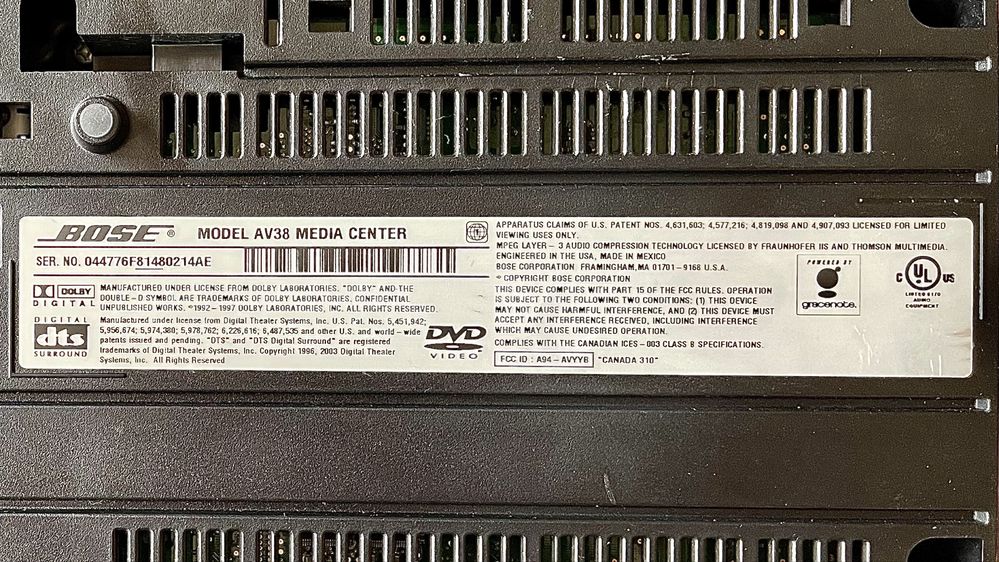 BOSE® MODEL AV38 MEDIA CENTER
SER. NO. 044776F81480214AE
DOLBY
DIGITAL
MANUFACTURED UNDER LICENSE FROM DOLBY LABORATORIES. "DOLBY" AND THE
DOUBLE-D SYMBOL ARE TRADEMARKS OF DOLBY LABORATORIES. CONFIDENTIAL
UNPUBLISHED WORKS. ©1992-1997 DOLBY LABORATORIES, INC. ALL RIGHTS RESERVED.
DIGITAL
dts
SURROUND
Manufactured under license from Digital Theater Systems, Inc. U.S. Pat. Nos. 5,451,942;
5,956,674; 5,974,380; 5,978,762; 6,226,616; 6,487,535 and other U.S. and world-wide
patents issued and pending. "DTS" and "DTS Digital Surround" are registered
trademarks of Digital Theater Systems, Inc. Copyright 1996, 2003 Digital Theater
Systems, Inc. All Rights Reserved
DVD
VIDEO
APPARATUS CLAIMS OF U.S. PATENT NOS. 4,631,603; 4,577,216; 4,819,098 AND 4,907,093 LICENSED FOR LIMITED
VIEWING USES ONLY.
MPEG LAYER-3 AUDIO COMPRESSION TECHNOLOGY LICENSED BY FRAUNHOFER IIS AND THOMSON MULTIMEDIA.
ENGINEERED IN THE USA, MADE IN MEXICO
BOSE CORPORATION. FRAMINGHAM,MA 01701-9168 U.S.A.
© COPYRIGHT BOSE CORPORATION
THIS DEVICE COMPLIES WITH PART 15 OF THE FCC RULES. OPERATION
IS SUBJECT TO THE FOLLOWING TWO CONDITIONS: (1) THIS DEVICE
MAY NOT CAUSE HARMFUL INTERFERENCE, AND (2) THIS DEVICE MUST
ACCEPT ANY INTERFERENCE RECEIVED, INCLUDING INTERFERENCE
WHICH MAY CAUSE UNDESIRED OPERATION.
COMPLIES WITH THE CANADIAN ICES-003 CLASS B SPECIFICATIONS.
FCC ID : A94-AVYYB "CANADA 310"
POWERED BY
gracenote.
C UL US
LISTED
AUDIO
EQUIPMENT